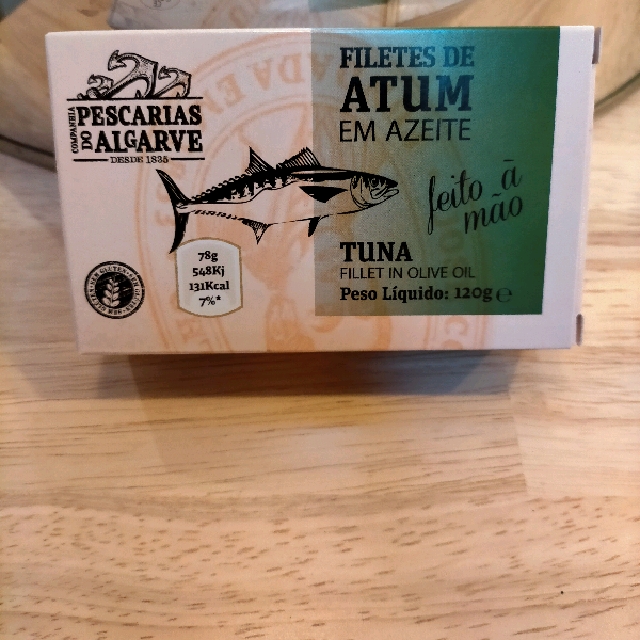 COMPANHIA
PESCARIAS
DO ALGARVE
DESDE 1835
FILETES DE
ATUM
EM AZEITE
feito à
mão
TUNA
FILLET IN OLIVE OIL
Peso Líquido: 120g e
78g
548Kj
131Kcal
7%*